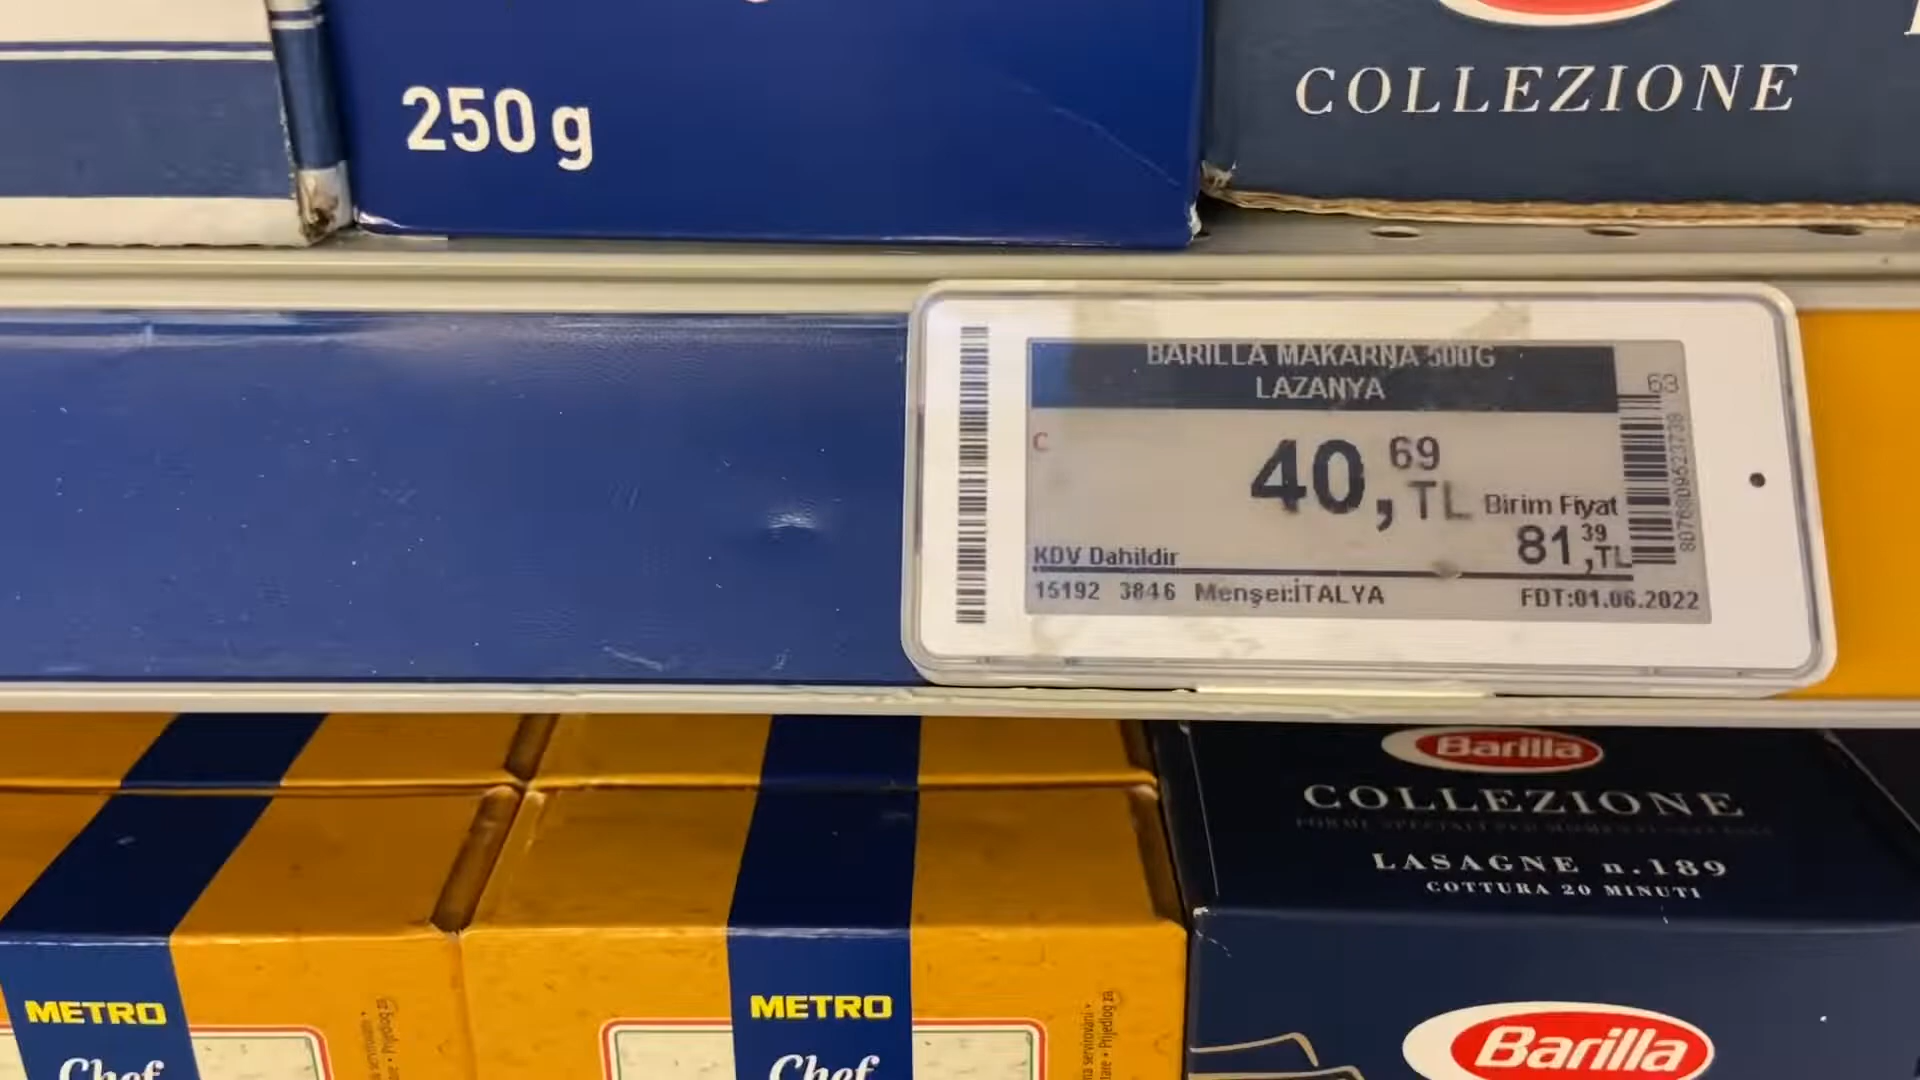 250 g
COLLEZIONE
BARILLA MAKARNA 500G
LAZANYA
63
C
40,69 TL
Birim Fiyat
81,39 TL
KDV Dahildir
15192 3846 Menşei:İTALYA
FDT:01.06.2022
Barilla
COLLEZIONE
LASAGNE n.189
COTTURA 20 MINUTI
METRO
Chef
METRO
Chef
Barilla